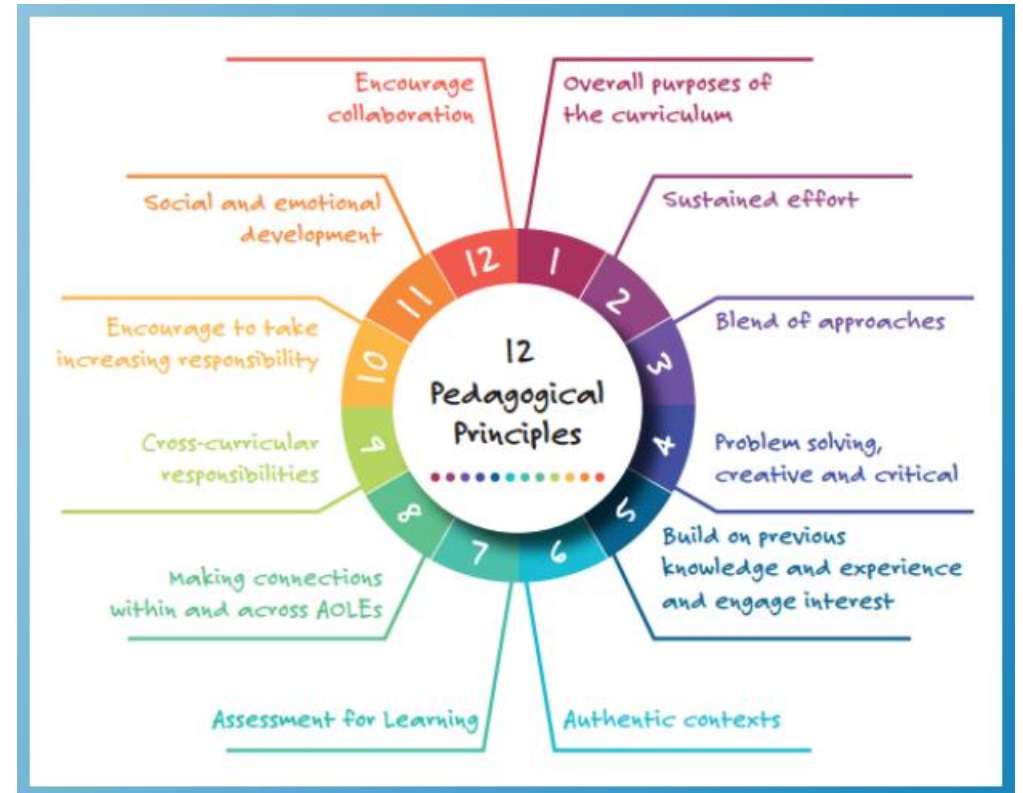 12
Pedagogical
Principles
1
Overall purposes of
the curriculum
2
Sustained effort
3
Blend of approaches
4
Problem solving,
creative and critical
5
Build on previous
knowledge and experience
and engage interest
6
Authentic contexts
7
Assessment for Learning
8
Making connections
within and across AOLEs
9
Cross-curricular
responsibilities
10
Encourage to take
increasing responsibility
11
Social and emotional
development
12
Encourage
collaboration